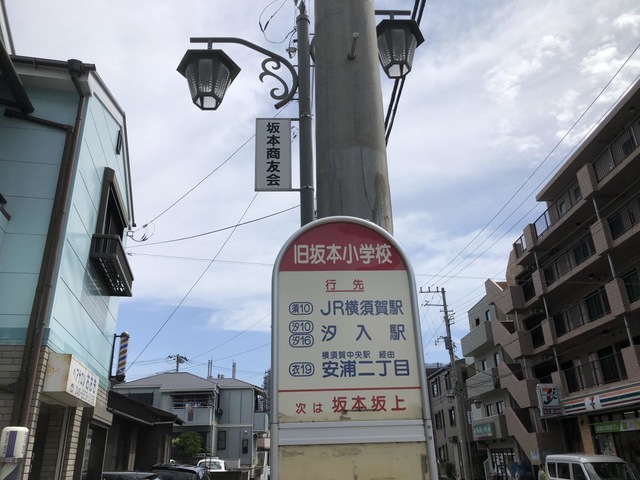 坂本商友会
旧坂本小学校
行先
須10 JR横須賀駅
汐10 汐16 汐入駅
横須賀中央駅 経由
衣19 安浦二丁目
次は 坂本坂上